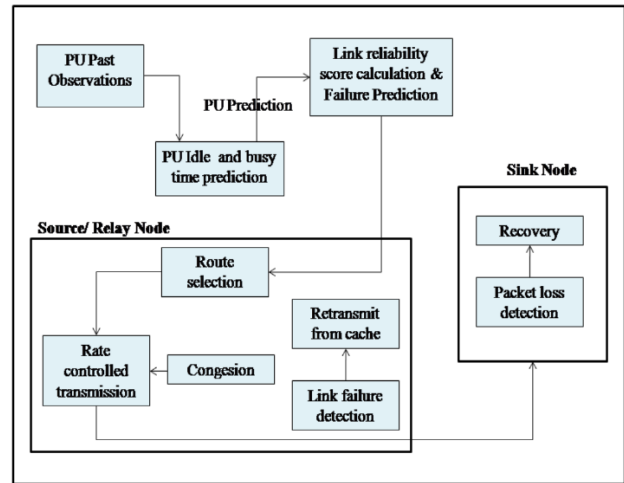 PU Past
Observations
Link reliability
score calculation &
Failure Prediction
PU Prediction
PU Idle and busy
time prediction
Sink Node
Recovery
Packet loss
detection
Source/ Relay Node
Route
selection
Retransmit
from cache
Rate
controlled
transmission
Congesion
Link failure
detection